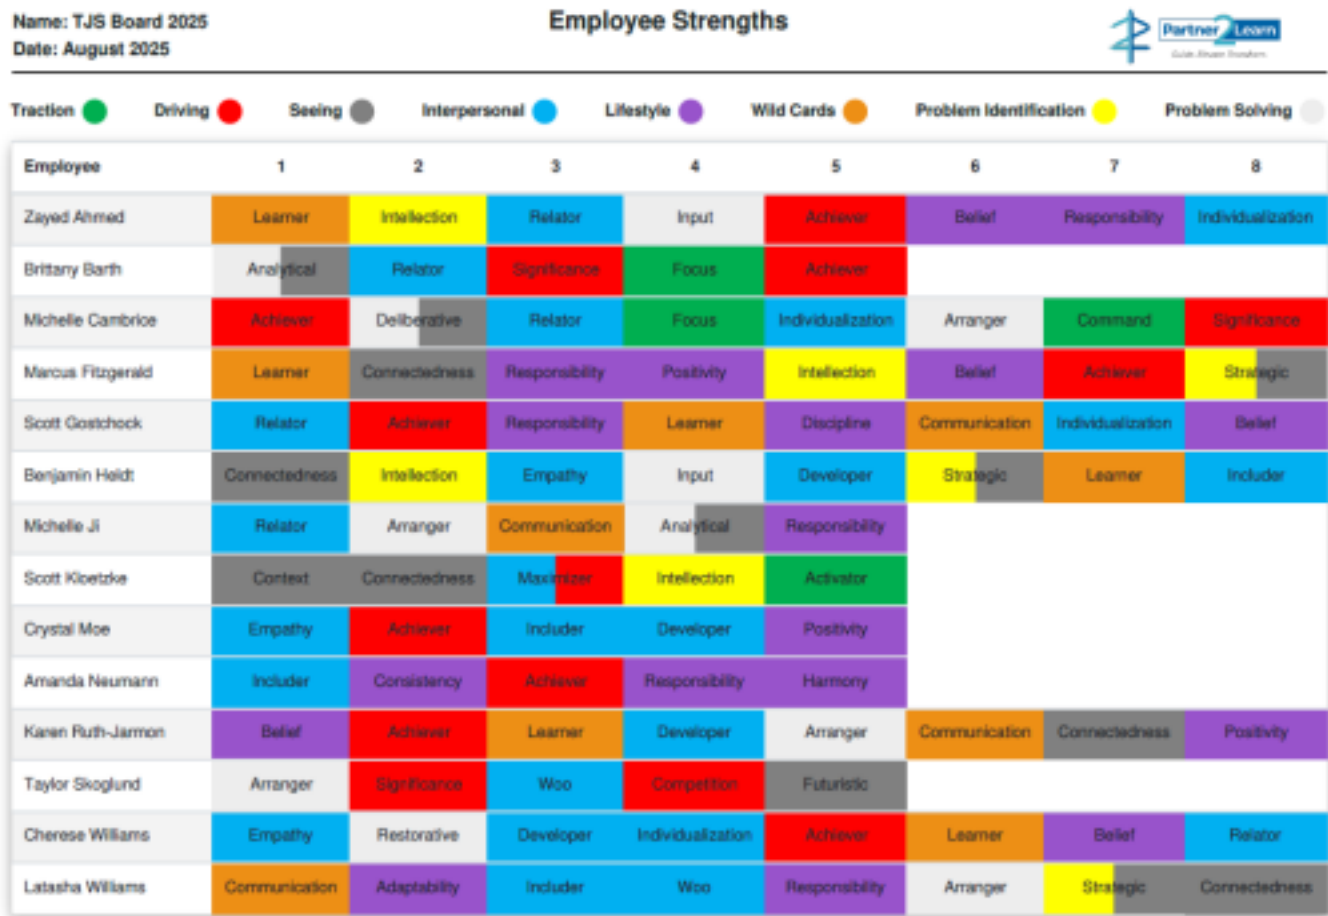 Name: TJS Board 2025
Employee Strengths
Partner2Learn
Date: August 2025
Traction Driving Seeing Interpersonal Lifestyle Wild Cards Problem Identification Problem Solving
Employee 1 2 3 4 5 6 7 8
Zayed Ahmed Learner Intellection Relator Input Achiever Belief Responsibility Individualization
Brittany Barth Analytical Relator Significance Focus Achiever
Michelle Cambrice Achiever Deliberative Relator Focus Individualization Arranger Command Significance
Marcus Fitzgerald Learner Connectedness Responsibility Positivity Intellection Belief Achiever Strategic
Scott Gostchock Relator Achiever Responsibility Learner Discipline Communication Individualization Belief
Benjamin Heidt Connectedness Intellection Empathy Input Developer Strategic Learner Includer
Michelle Ji Relator Arranger Communication Analytical Responsibility
Scott Kloetzke Context Connectedness Maximizer Intellection Activator
Crystal Moe Empathy Achiever Includer Developer Positivity
Amanda Neumann Includer Consistency Achiever Responsibility Harmony
Karen Ruth-Jarmon Belief Achiever Learner Developer Arranger Communication Connectedness Positivity
Taylor Skoglund Arranger Significance Woo Competition Futuristic
Cherese Williams Empathy Restorative Developer Individualization Achiever Learner Belief Relator
Latasha Williams Communication Adaptability Includer Woo Responsibility Arranger Strategic Connectedness